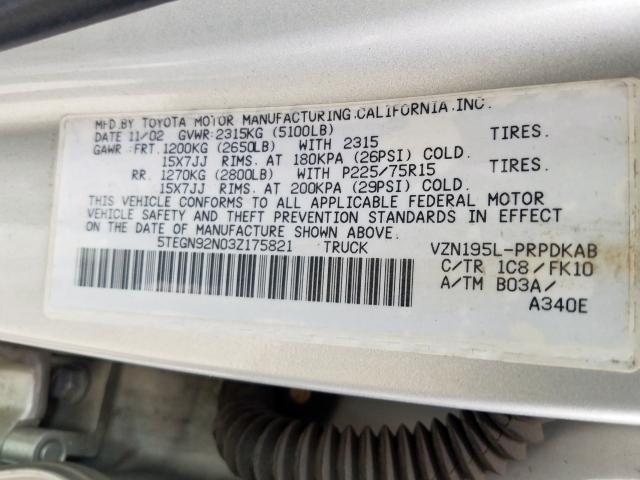 MFD.BY TOYOTA MOTOR MANUFACTURING,CALIFORNIA,INC.
DATE 11/02 GVWR:2315KG (5100LB)
GAWR: FRT. 1200KG (2650LB) WITH 2315 TIRES.
15X7JJ RIMS. AT 180KPA (26PSI) COLD.
RR. 1270KG (2800LB) WITH P225/75R15 TIRES.
15X7JJ RIMS. AT 200KPA (29PSI) COLD.
THIS VEHICLE CONFORMS TO ALL APPLICABLE FEDERAL MOTOR
VEHICLE SAFETY AND THEFT PREVENTION STANDARDS IN EFFECT
ON THE DATE OF MANUFACTURE SHOWN ABOVE.
5TEGN92N03Z175821 TRUCK VZN195L-PRPDKAB
C/TR 1C8/FK10
A/TM B03A/
A340E